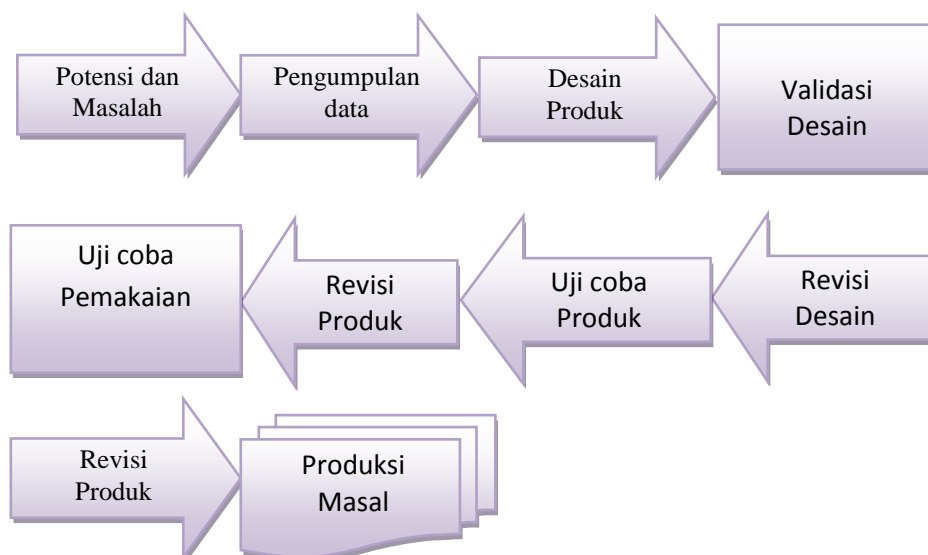 Potensi dan
Masalah
Pengumpulan
data
Desain
Produk
Validasi
Desain
Revisi
Desain
Uji coba
Produk
Revisi
Produk
Uji coba
Pemakaian
Revisi
Produk
Produksi
Masal